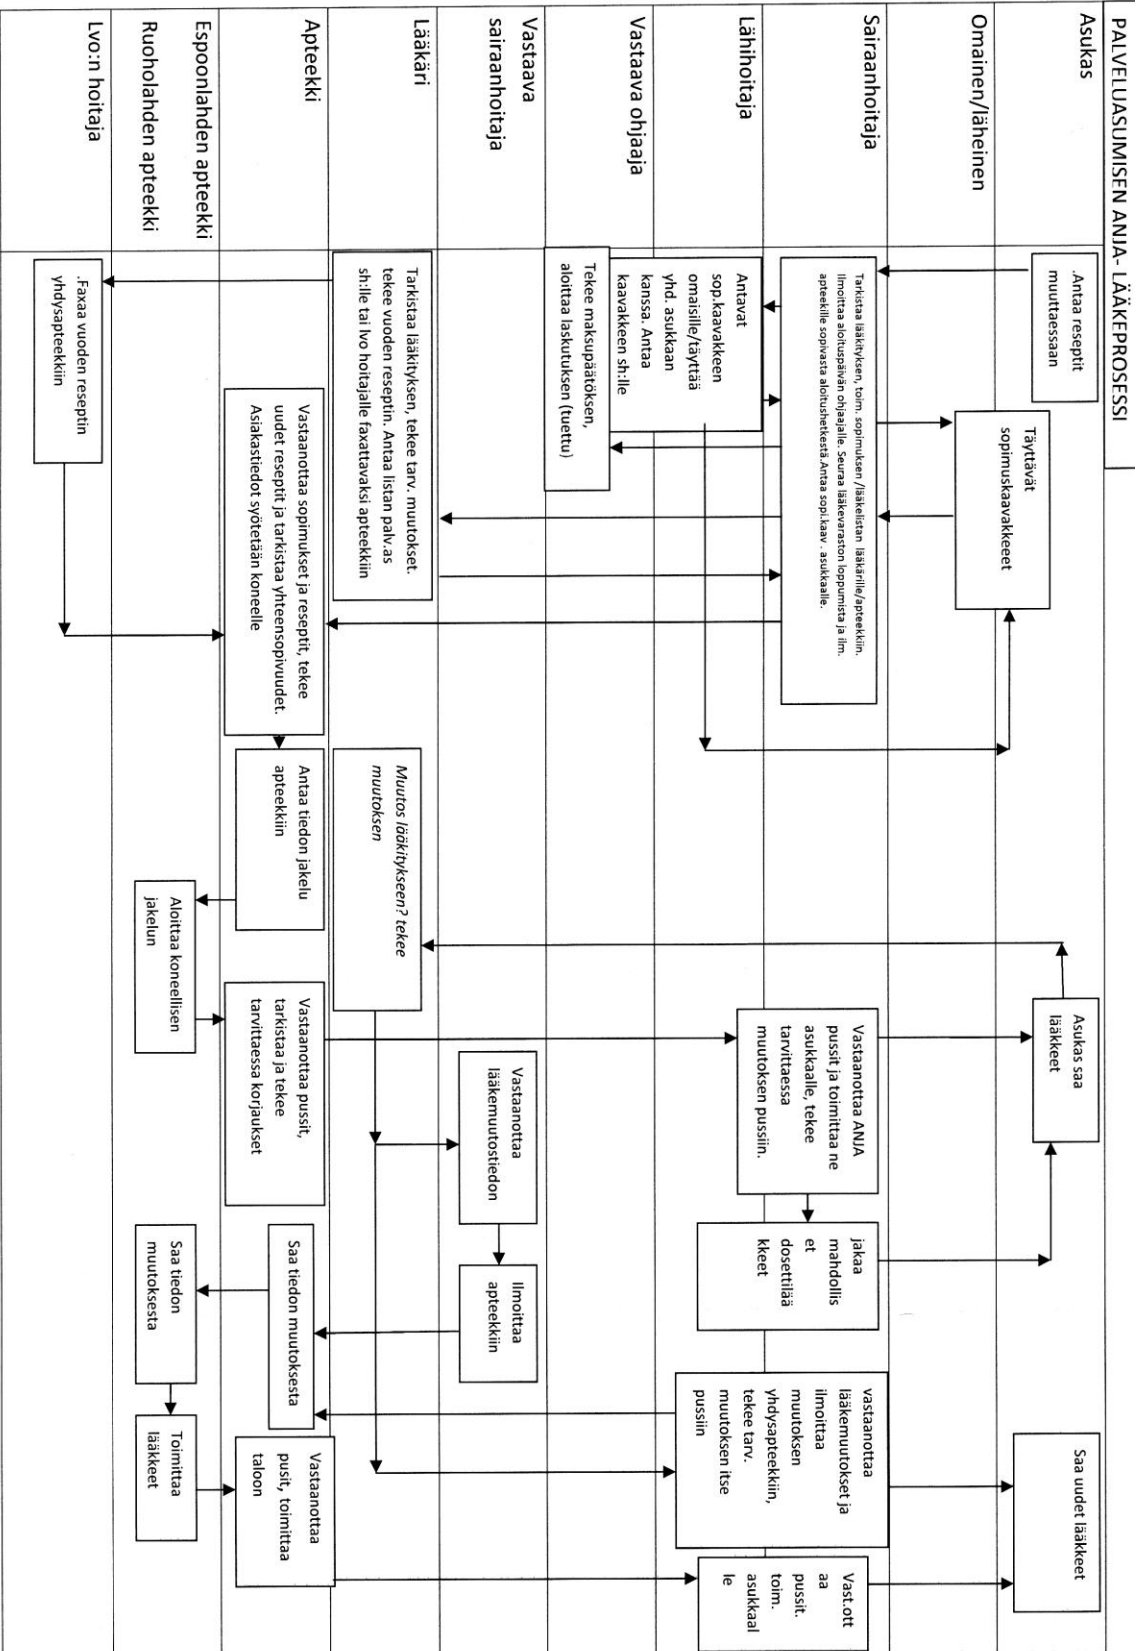 PALVELUASUMISEN ANJA- LÄÄKEPROSESSI
Asukas
.Antaa reseptit
muuttaessaan
Asukas saa
lääkkeet
Saa uudet lääkkeet
Omainen/läheinen
Täyttävät
sopimuskaavakkeeet
Sairaanhoitaja
Tarkistaa lääkityksen, toim. sopimuksen /lääkelistan lääkärille/apteekkiin.
Ilmoittaa aloituspäivän ohjaajalle. Seuraa lääkevaraston loppumista ja ilm.
apteekille sopivasta aloitushetkestä.Antaa sopi.kaav . asukkaalle.
Lähihoitaja
Antavat
sop.kaavakkeen
omaisille/täyttää
yhd. asukkaan
kanssa. Antaa
kaavakkeen sh:lle
Vastaanottaa ANJA
pussit ja toimittaa ne
asukkaalle, tekee
tarvittaessa
muutoksen pussiin.
jakaa
mahdollis
et
dosettilää
kkeet
vastaanottaa
lääkemuutokset ja
ilmoittaa
muutoksen
yhdysapteekkiin,
tekee tarv.
muutoksen itse
pussiin
Vast.ott
aa
pussit.
toim.
asukkaal
le
Vastaava ohjaaja
Tekee maksupäätöksen,
aloittaa laskutuksen (tuettu)
Vastaava
sairaanhoitaja
Vastaanottaa
lääkemuutostiedon
Ilmoittaa
apteekkiin
Lääkäri
Tarkistaa lääkityksen, tekee tarv. muutokset.
tekee vuoden reseptin. Antaa listan palv.as
sh:lle tai lvo hoitajalle faxattavaksi apteekkiin
Muutos lääkitykseen? tekee
muutoksen
Apteekki
Vastaanottaa sopimukset ja reseptit, tekee
uudet reseptit ja tarkistaa yhteensopivuudet.
Asiakastiedot syötetään koneelle
Antaa tiedon jakelu
apteekkiin
Vastaanottaa pussit,
tarkistaa ja tekee
tarvittaessa korjaukset
Saa tiedon muutoksesta
Vastaanottaa
pusit, toimittaa
taloon
Espoonlahden apteekki
Ruoholahden apteekki
Aloittaa koneellisen
jakelun
Saa tiedon
muutoksesta
Toimittaa
lääkkeet
Lvo:n hoitaja
.Faxaa vuoden reseptin
yhdysapteekkiin